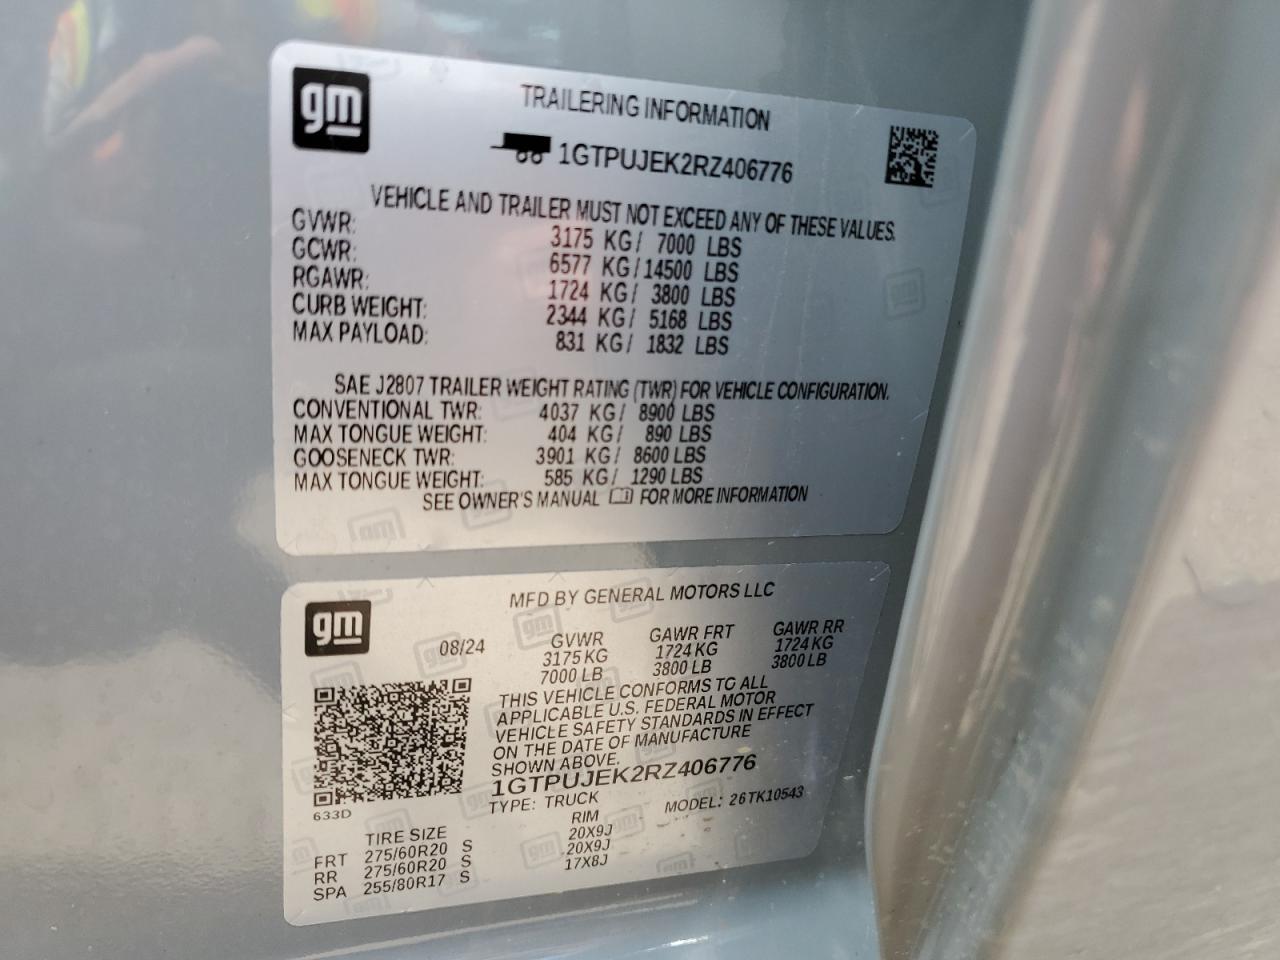 gm
TRAILERING INFORMATION
1GTPUJEK2RZ406776
VEHICLE AND TRAILER MUST NOT EXCEED ANY OF THESE VALUES.
GVWR: 3175 KG/ 7000 LBS
GCWR: 6577 KG/14500 LBS
RGAWR: 1724 KG/ 3800 LBS
CURB WEIGHT: 2344 KG/ 5168 LBS
MAX PAYLOAD: 831 KG/ 1832 LBS
SAE J2807 TRAILER WEIGHT RATING (TWR) FOR VEHICLE CONFIGURATION.
CONVENTIONAL TWR: 4037 KG/ 8900 LBS
MAX TONGUE WEIGHT: 404 KG/ 890 LBS
GOOSENECK TWR: 3901 KG/ 8600 LBS
MAX TONGUE WEIGHT: 585 KG/ 1290 LBS
SEE OWNER'S MANUAL FOR MORE INFORMATION
gm
MFD BY GENERAL MOTORS LLC
08/24 GVWR GAWR FRT GAWR RR
3175 KG 1724 KG 1724 KG
7000 LB 3800 LB 3800 LB
THIS VEHICLE CONFORMS TO ALL
APPLICABLE U.S. FEDERAL MOTOR
VEHICLE SAFETY STANDARDS IN EFFECT
ON THE DATE OF MANUFACTURE
SHOWN ABOVE.
1GTPUJEK2RZ406776
TYPE: TRUCK MODEL: 26TK10543
633D
TIRE SIZE RIM
FRT 275/60R20 S 20X9J
RR 275/60R20 S 20X9J
SPA 255/80R17 S 17X8J